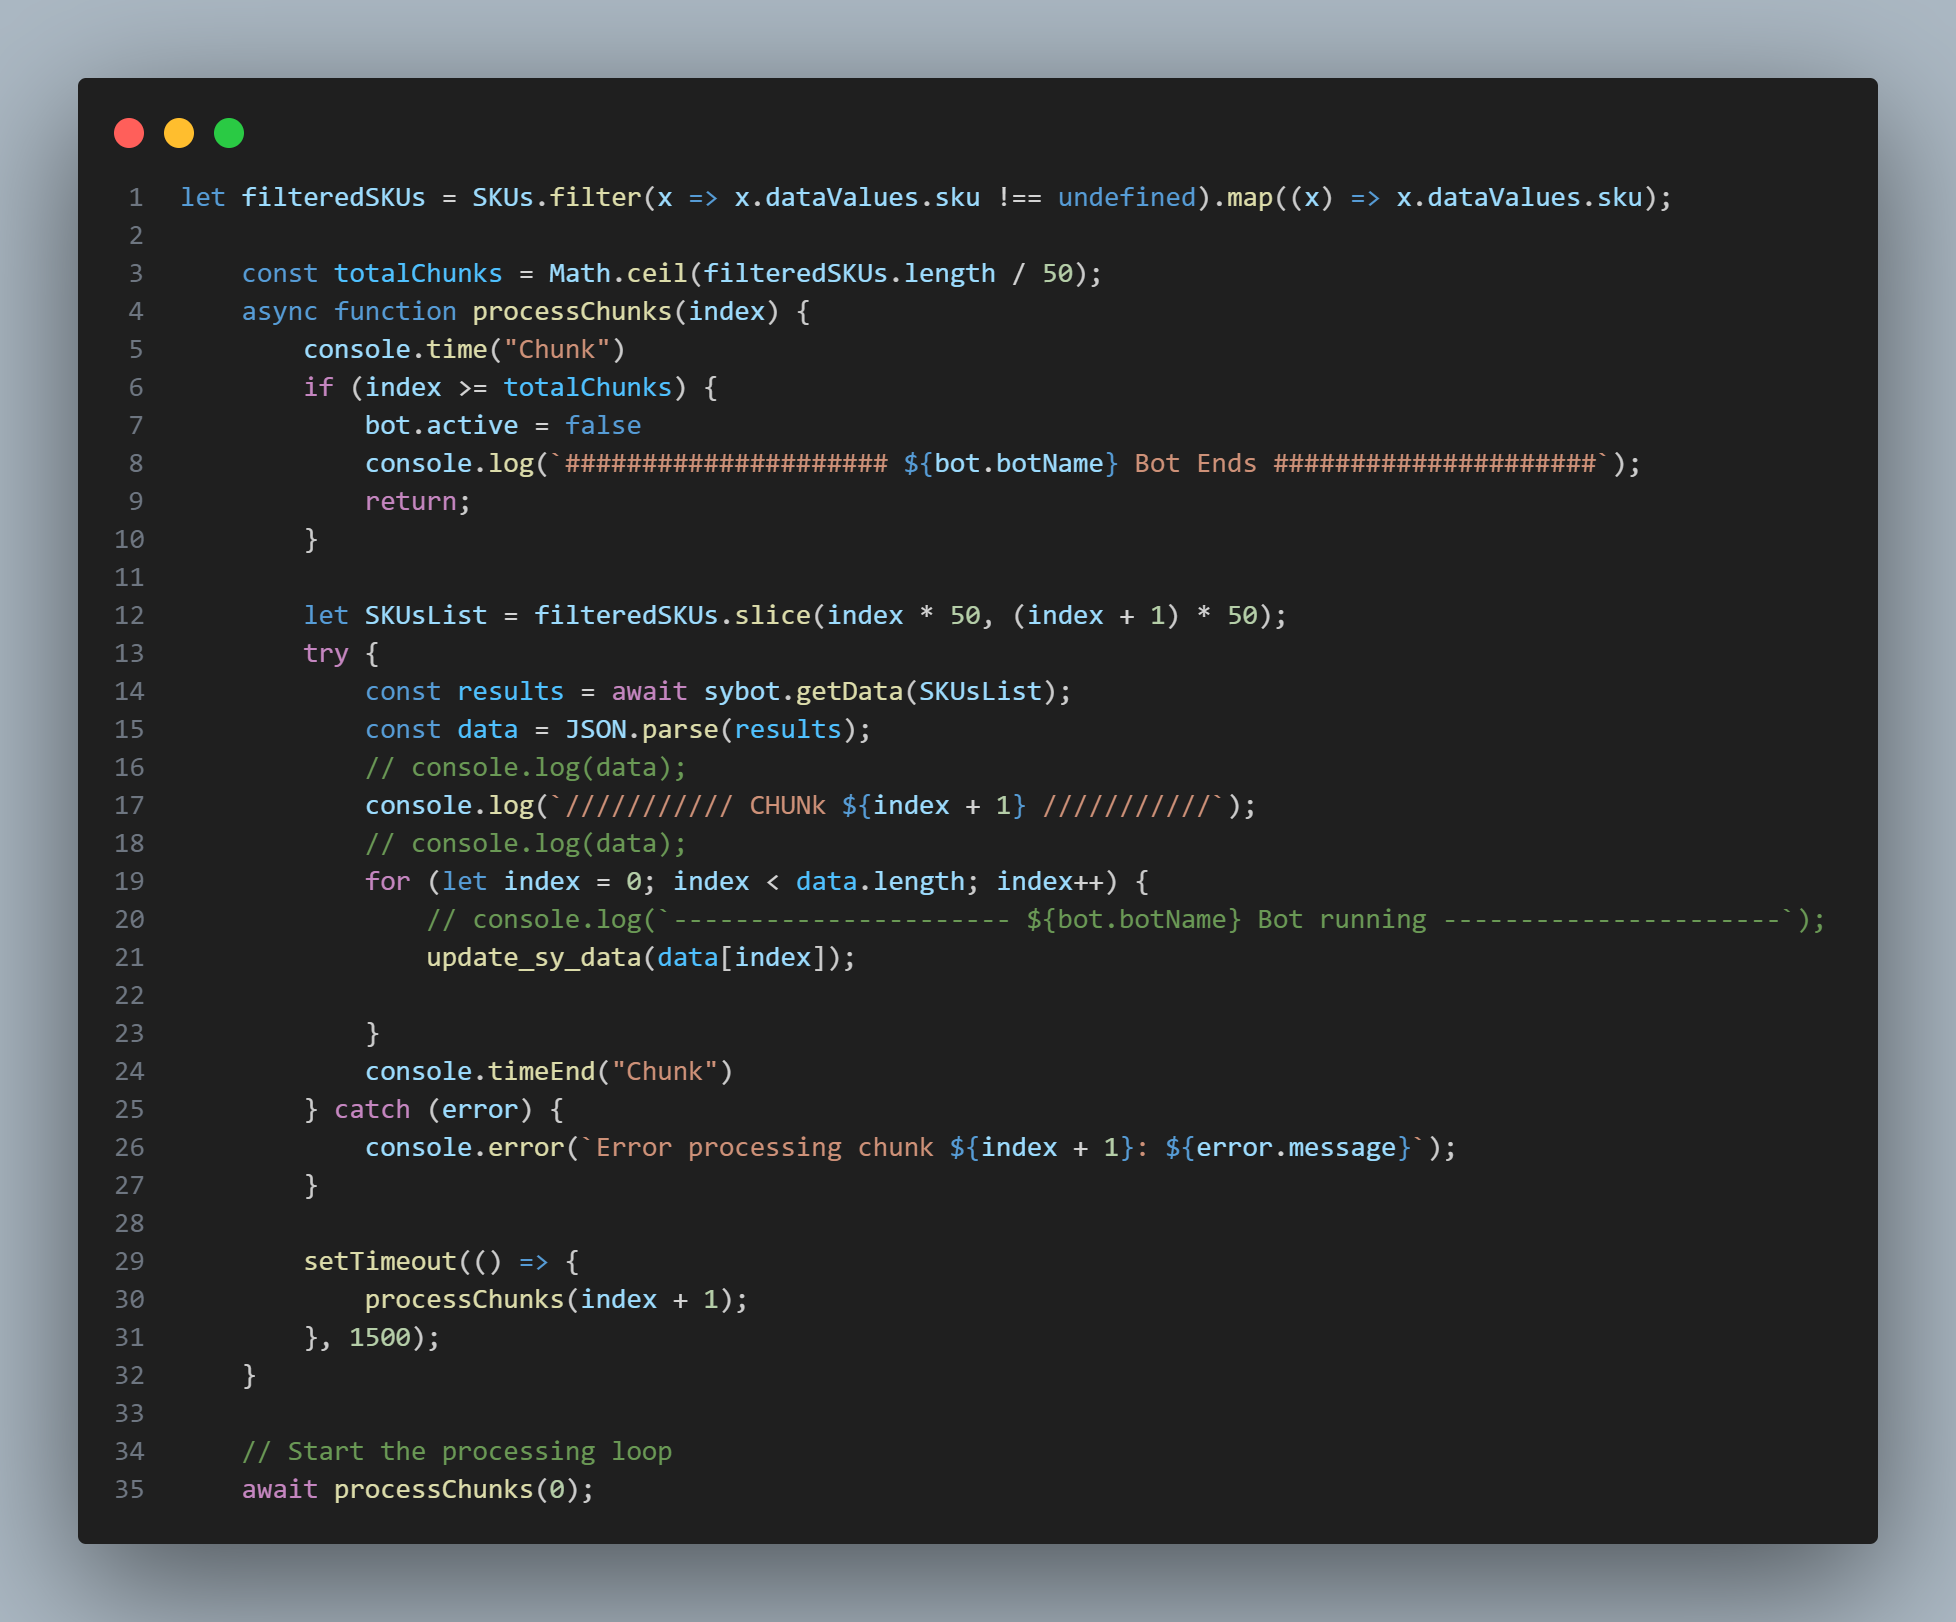 1 let filteredSKUs = SKUs.filter(x => x.dataValues.sku !== undefined).map((x) => x.dataValues.sku);
2
3     const totalChunks = Math.ceil(filteredSKUs.length / 50);
4     async function processChunks(index) {
5         console.time("Chunk")
6         if (index >= totalChunks) {
7             bot.active = false
8             console.log(`##################### ${bot.botName} Bot Ends #####################`);
9             return;
10         }
11
12         let SKUsList = filteredSKUs.slice(index * 50, (index + 1) * 50);
13         try {
14             const results = await sybot.getData(SKUsList);
15             const data = JSON.parse(results);
16             // console.log(data);
17             console.log(`/////////// CHUNk ${index + 1} ///////////`);
18             // console.log(data);
19             for (let index = 0; index < data.length; index++) {
20                 // console.log(`---------------------- ${bot.botName} Bot running ----------------------`);
21                 update_sy_data(data[index]);
22
23             }
24             console.timeEnd("Chunk")
25         } catch (error) {
26             console.error(`Error processing chunk ${index + 1}: ${error.message}`);
27         }
28
29         setTimeout(() => {
30             processChunks(index + 1);
31         }, 1500);
32     }
33
34     // Start the processing loop
35     await processChunks(0);